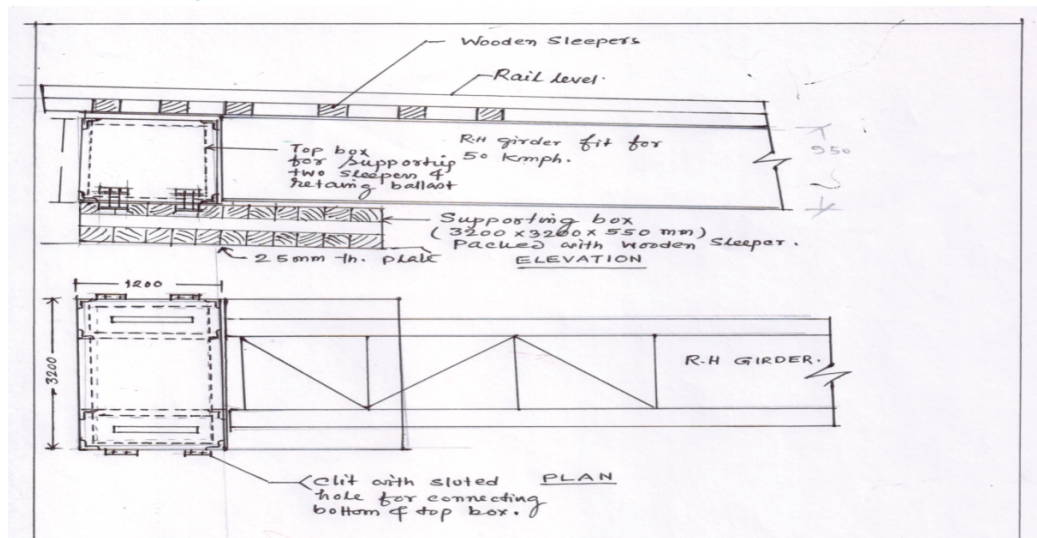 Wooden Sleepers
Rail level.
R.H girder fit for
50 kmph.
Top box
for supportig
two sleepers &
retaing ballast
950
Supporting box
(3200 x 3200 x 550 mm)
Packed with wooden sleeper.
25mm th. plate
ELEVATION
1200
3200
R.H GIRDER.
Clit with sloted
hole for connecting
bottom & top box.
PLAN